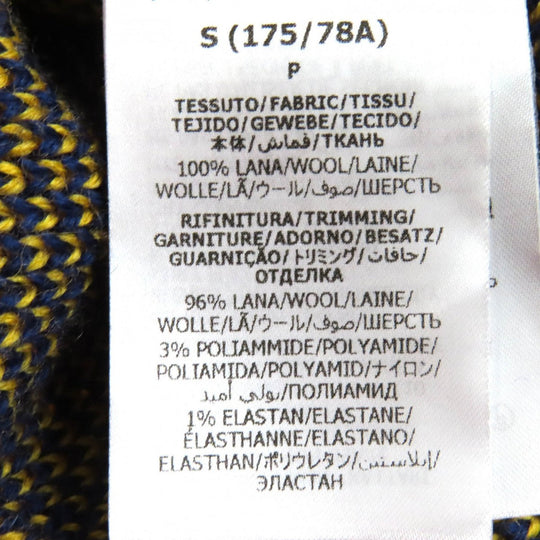 S (175/78A)
P
TESSUTO/FABRIC/TISSU/
TEJIDO/GEWEBE/TECIDO/
本体/قماش/ТКАНЬ
100% LANA/WOOL/LAINE/
WOLLE/LÃ/ウール/صوف/ШЕРСТЬ
RIFINITURA/TRIMMING/
GARNITURE/ADORNO/BESATZ/
GUARNIÇÃO/トリミング/حافات/
ОТДЕЛКА
96% LANA/WOOL/LAINE/
WOLLE/LÃ/ウール/صوف/ШЕРСТЬ
3% POLIAMMIDE/POLYAMIDE/
POLIAMIDA/POLYAMID/ナイロン/
بولي أميد/ПОЛИАМИД
1% ELASTAN/ELASTANE/
ÉLASTHANNE/ELASTANO/
ELASTHAN/ポリウレタン/إيلاستين/
ЭЛАСТАН